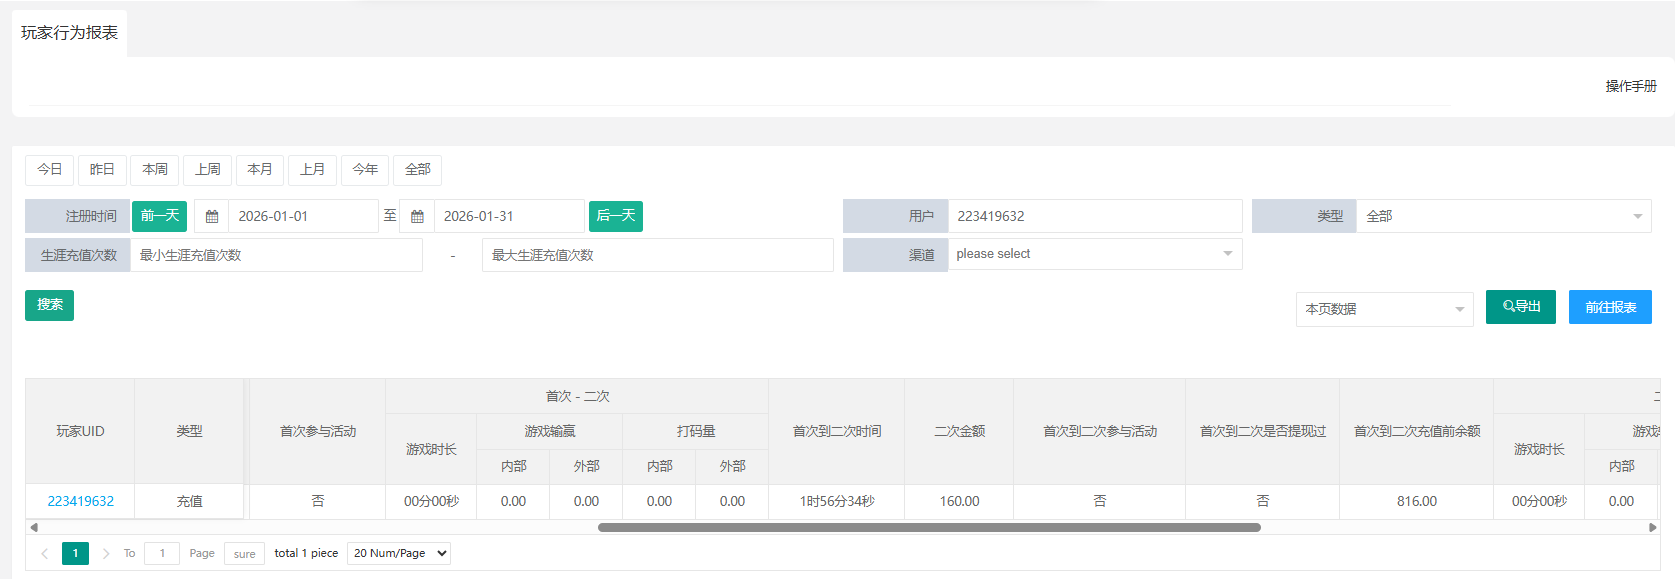 玩家行为报表
操作手册
今日 昨日 本周 上周 本月 上月 今年 全部
注册时间 前一天 2026-01-01 至 2026-01-31 后一天 用户 223419632 类型 全部
生涯充值次数 最小生涯充值次数 - 最大生涯充值次数 渠道 please select
搜索 本页数据 导出 前往报表
首次 - 二次
玩家UID 类型 首次参与活动 游戏输赢 打码量 首次到二次时间 二次金额 首次到二次参与活动 首次到二次是否提现过 首次到二次充值前余额
游戏时长 游戏时长
内部 外部 内部 外部 内部
223419632 充值 否 00分00秒 0.00 0.00 0.00 0.00 1时56分34秒 160.00 否 否 816.00 00分00秒 0.00
1 To 1 Page sure total 1 piece 20 Num/Page